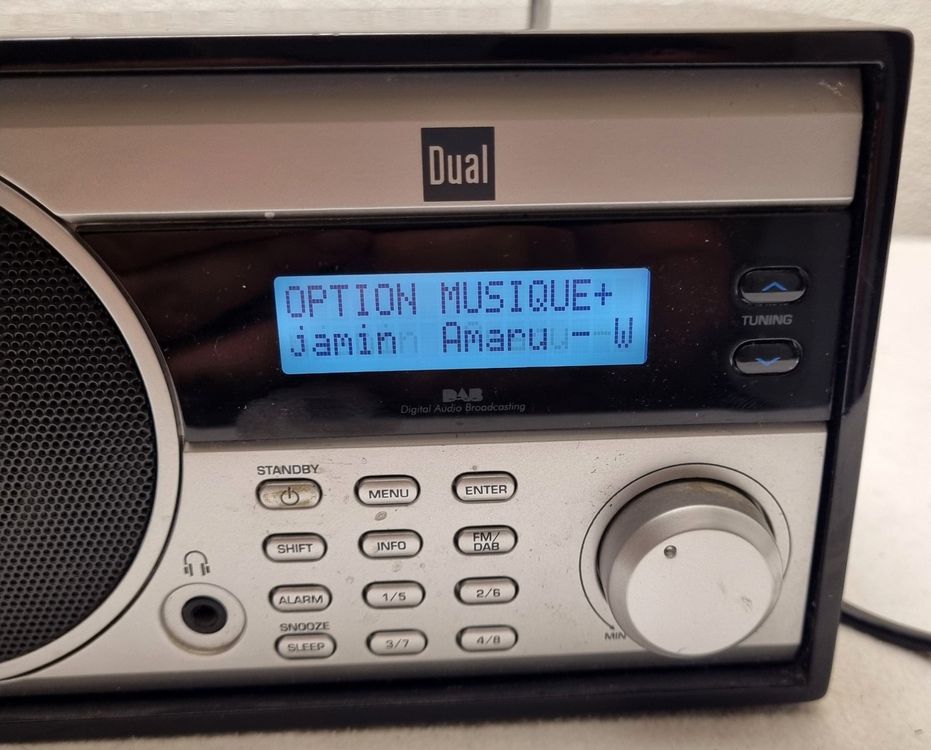 Dual
OPTION MUSIQUE+
jamin Amaru - W
TUNING
DAB
Digital Audio Broadcasting
STANDBY
MENU
ENTER
SHIFT
INFO
FM/
DAB
ALARM
1/5
2/6
SNOOZE
SLEEP
3/7
4/8
MIN